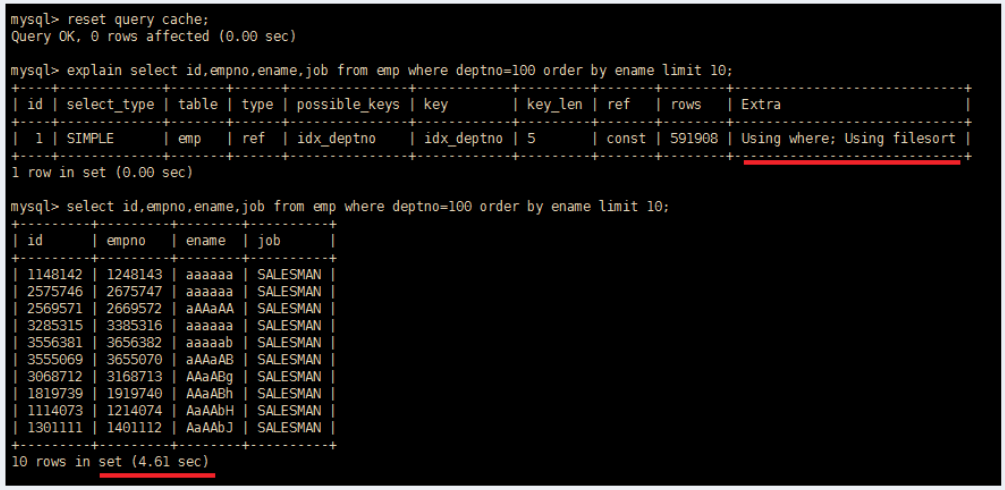 mysql> reset query cache;
Query OK, 0 rows affected (0.00 sec)
mysql> explain select id,empno,ename,job from emp where deptno=100 order by ename limit 10;
+----+-------------+-------+------+---------------+------------+---------+-------+--------+-----------------------------+
| id | select_type | table | type | possible_keys | key | key_len | ref | rows | Extra |
+----+-------------+-------+------+---------------+------------+---------+-------+--------+-----------------------------+
| 1 | SIMPLE | emp | ref | idx_deptno | idx_deptno | 5 | const | 591908 | Using where; Using filesort |
+----+-------------+-------+------+---------------+------------+---------+-------+--------+-----------------------------+
1 row in set (0.00 sec)
mysql> select id,empno,ename,job from emp where deptno=100 order by ename limit 10;
+---------+---------+--------+----------+
| id | empno | ename | job |
+---------+---------+--------+----------+
| 1148142 | 1248143 | aaaaaa | SALESMAN |
| 2575746 | 2675747 | aaaaaa | SALESMAN |
| 2569571 | 2669572 | aAAaAA | SALESMAN |
| 3285315 | 3385316 | aaaaaa | SALESMAN |
| 3556381 | 3656382 | aaaaab | SALESMAN |
| 3555069 | 3655070 | aAAaAB | SALESMAN |
| 3068712 | 3168713 | AAaABg | SALESMAN |
| 1819739 | 1919740 | AAaABh | SALESMAN |
| 1114073 | 1214074 | AaAAbH | SALESMAN |
| 1301111 | 1401112 | AaAAbJ | SALESMAN |
+---------+---------+--------+----------+
10 rows in set (4.61 sec)